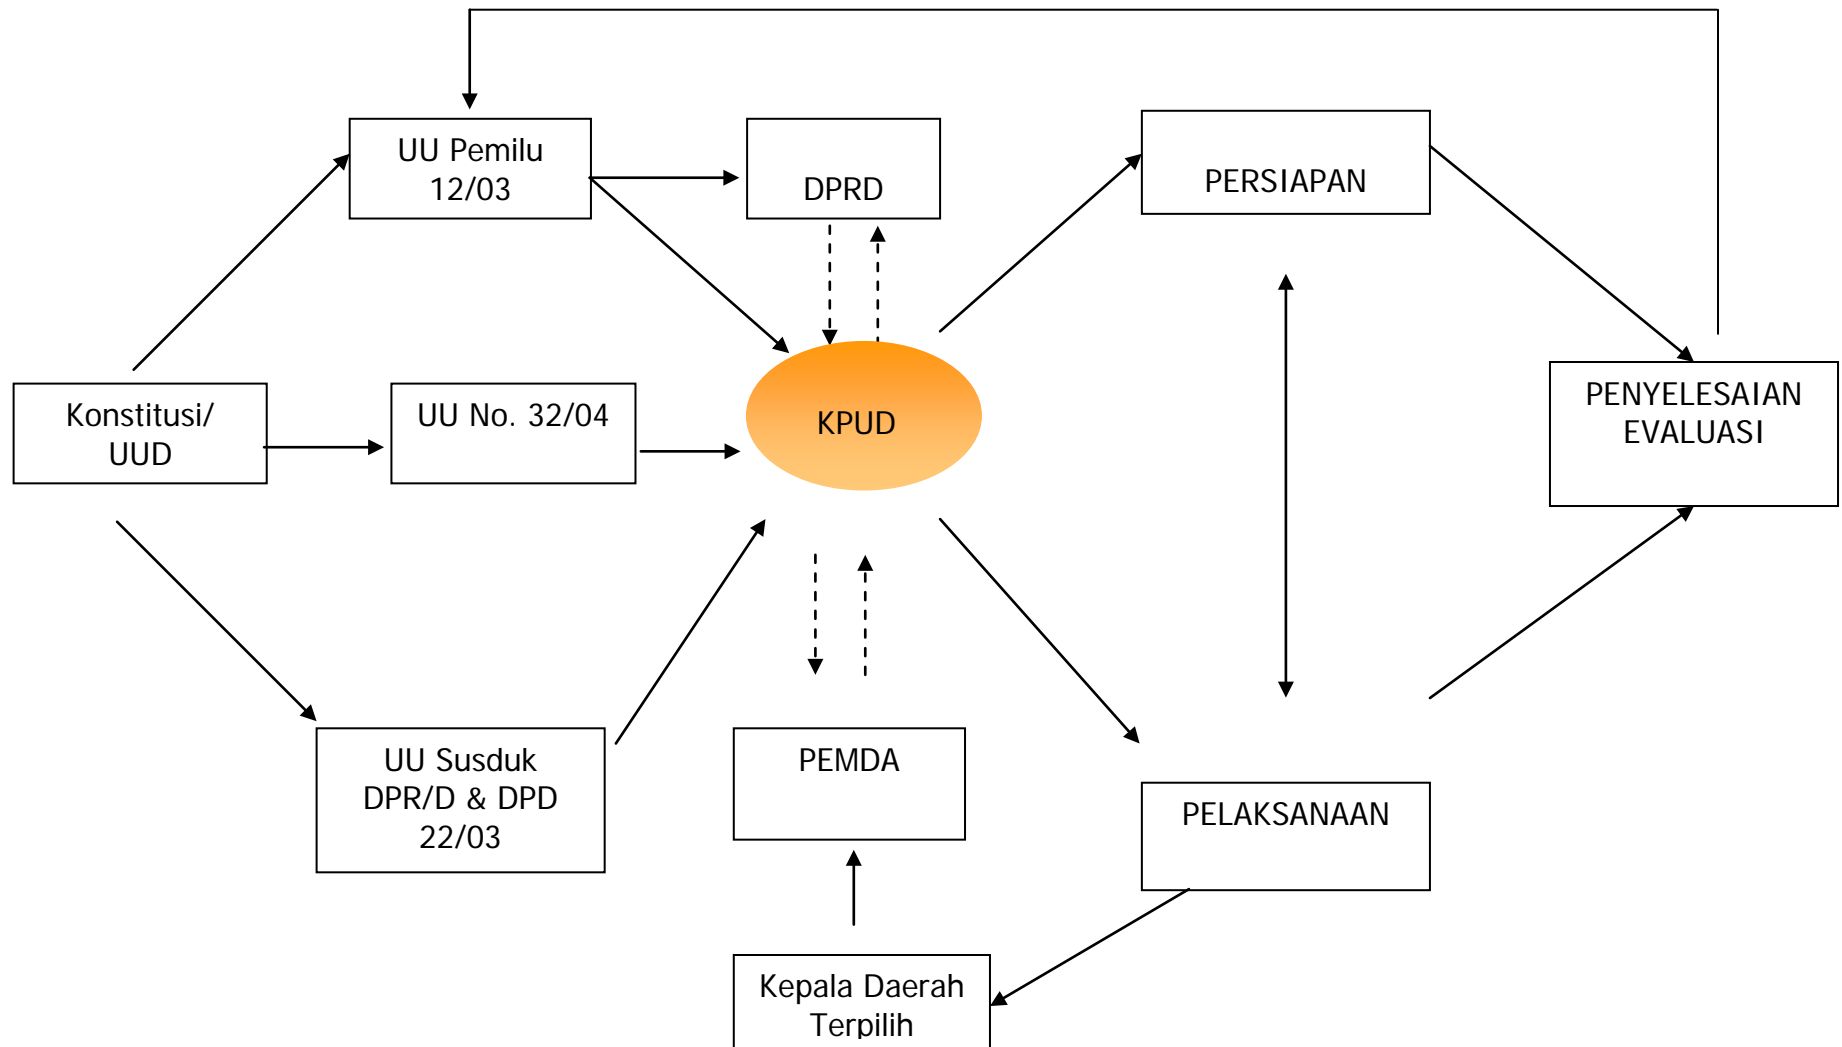 UU Pemilu
12/03
DPRD
PERSIAPAN
Konstitusi/
UUD
UU No. 32/04
KPUD
PENYELESAIAN
EVALUASI
UU Susduk
DPR/D & DPD
22/03
PEMDA
PELAKSANAAN
Kepala Daerah
Terpilih